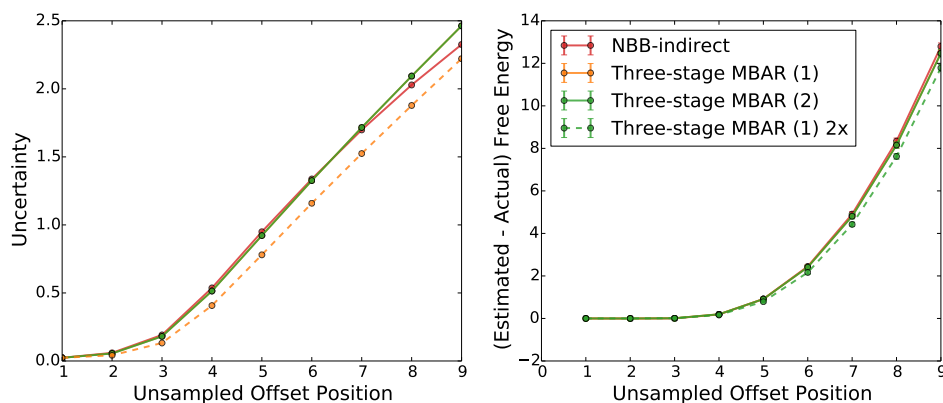 2.5
2.0
1.5
1.0
0.5
0.0
Uncertainty
1 2 3 4 5 6 7 8 9
Unsampled Offset Position
14
12
10
8
6
4
2
0
−2
(Estimated - Actual) Free Energy
NBB-indirect
Three-stage MBAR (1)
Three-stage MBAR (2)
Three-stage MBAR (1) 2x
0 1 2 3 4 5 6 7 8 9
Unsampled Offset Position